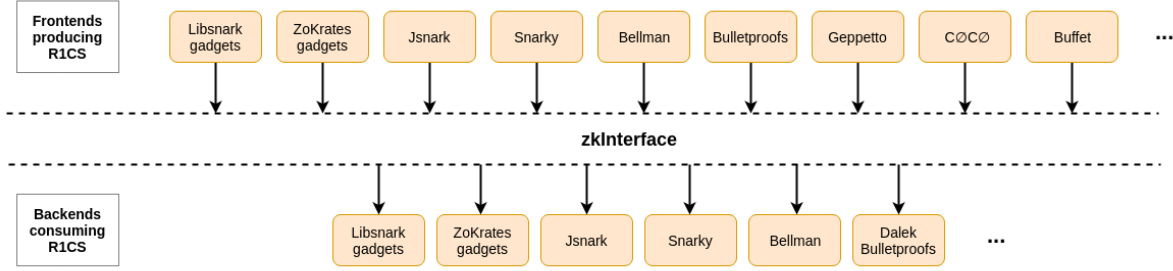 Frontends
producing
R1CS
Libsnark
gadgets
ZoKrates
gadgets
Jsnark
Snarky
Bellman
Bulletproofs
Geppetto
C∅C∅
Buffet
...
zkInterface
Backends
consuming
R1CS
Libsnark
gadgets
ZoKrates
gadgets
Jsnark
Snarky
Bellman
Dalek
Bulletproofs
...